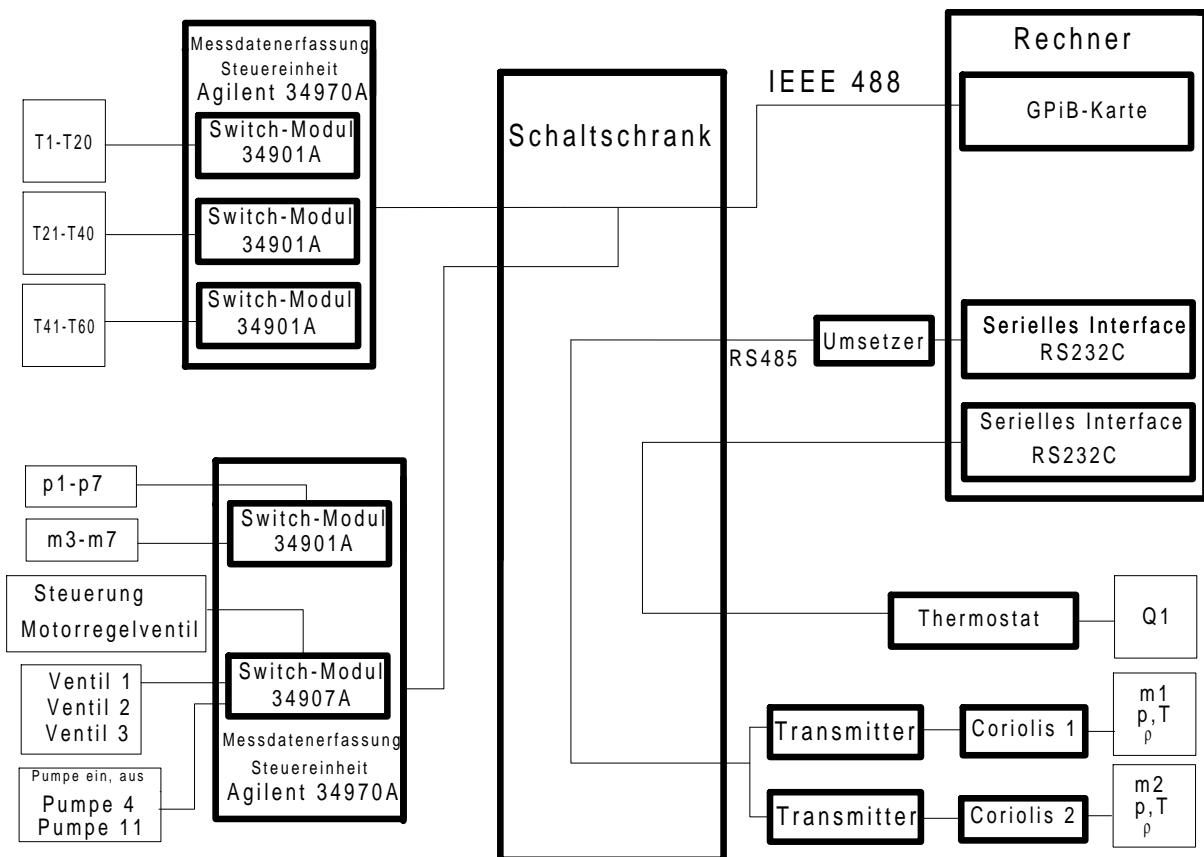 Messdatenerfassung
Steuereinheit
Agilent 34970A
T1-T20
Switch-Modul
34901A
T21-T40
Switch-Modul
34901A
T41-T60
Switch-Modul
34901A
Schaltschrank
IEEE 488
Rechner
GPiB-Karte
RS485
Umsetzer
Serielles Interface
RS232C
Serielles Interface
RS232C
p1-p7
m3-m7
Switch-Modul
34901A
Steuerung
Motorregelventil
Switch-Modul
34907A
Ventil 1
Ventil 2
Ventil 3
Messdatenerfassung
Steuereinheit
Agilent 34970A
Pumpe ein, aus
Pumpe 4
Pumpe 11
Thermostat
Q1
Transmitter
Coriolis 1
m1
p,T
ρ
Transmitter
Coriolis 2
m2
p,T
ρ